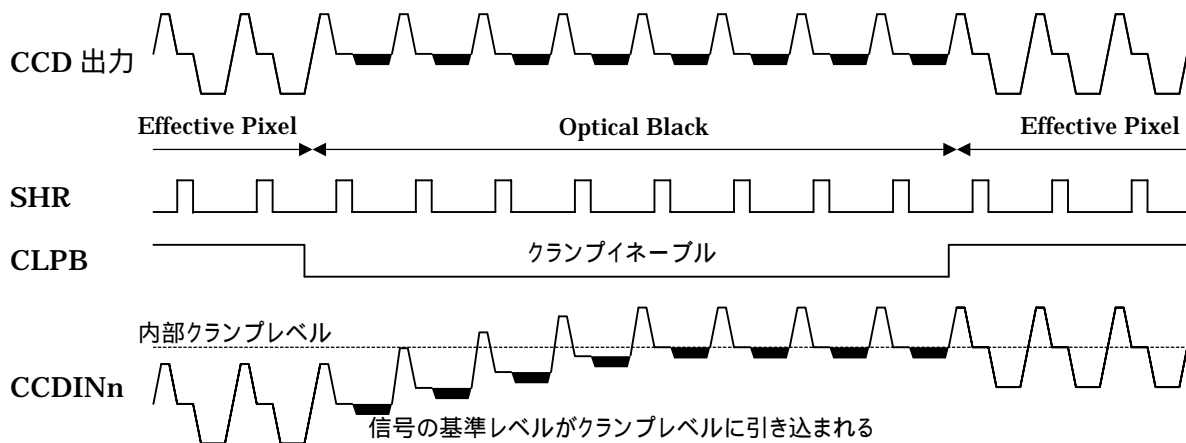 CCD 出力
Effective Pixel
Optical Black
Effective Pixel
SHR
CLPB
クランプイネーブル
内部クランプレベル
CCDINn
信号の基準レベルがクランプレベルに引き込まれる